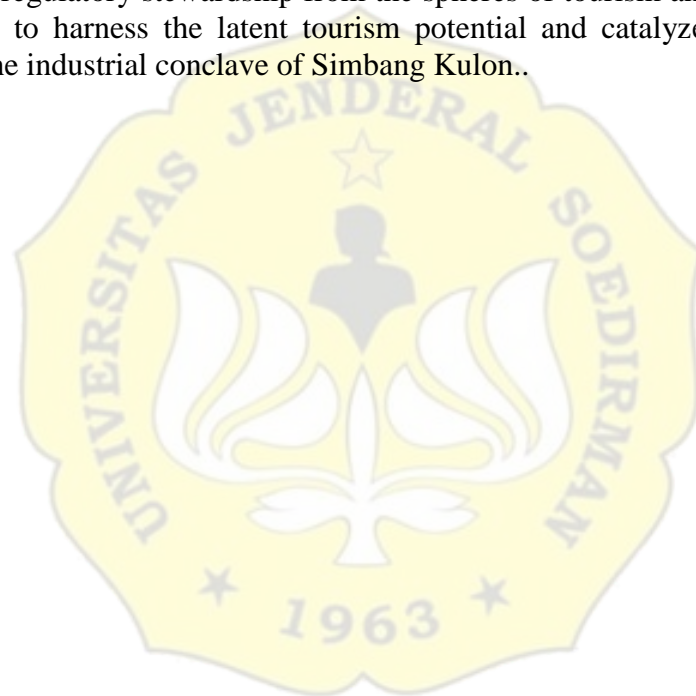 regulatory stewardship from the spheres of tourism an
to harness the latent tourism potential and catalyze
ne industrial conclave of Simbang Kulon..
UNIVERSITAS JENDERAL SOEDIRMAN
1963